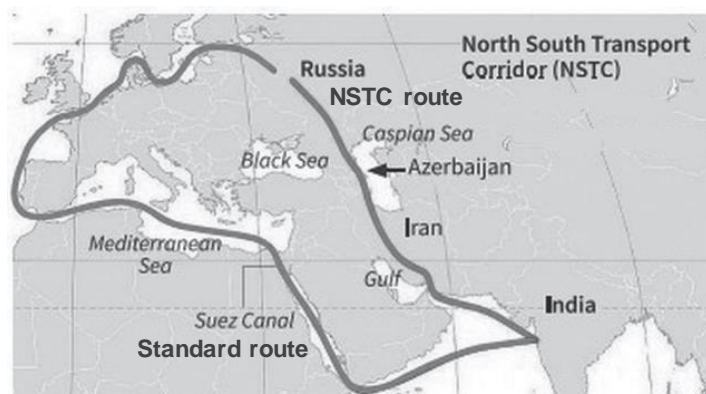 North South Transport
Corridor (NSTC)
Russia
NSTC route
Caspian Sea
Black Sea
Azerbaijan
Iran
Mediterranean
Sea
Gulf
India
Suez Canal
Standard route